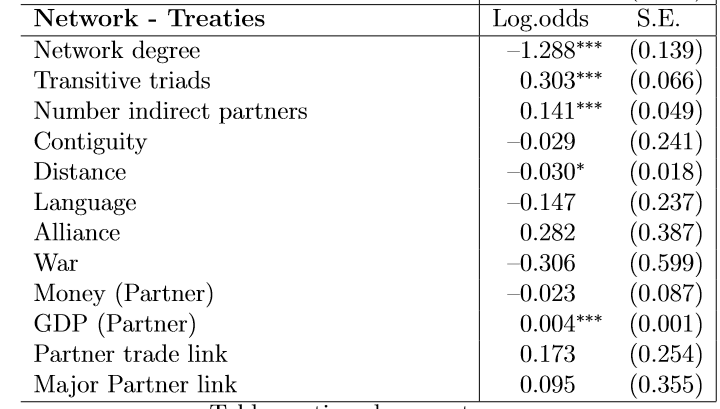 Network - Treaties Log.odds S.E.
Network degree –1.288*** (0.139)
Transitive triads 0.303*** (0.066)
Number indirect partners 0.141*** (0.049)
Contiguity –0.029 (0.241)
Distance –0.030* (0.018)
Language –0.147 (0.237)
Alliance 0.282 (0.387)
War –0.306 (0.599)
Money (Partner) –0.023 (0.087)
GDP (Partner) 0.004*** (0.001)
Partner trade link 0.173 (0.254)
Major Partner link 0.095 (0.355)